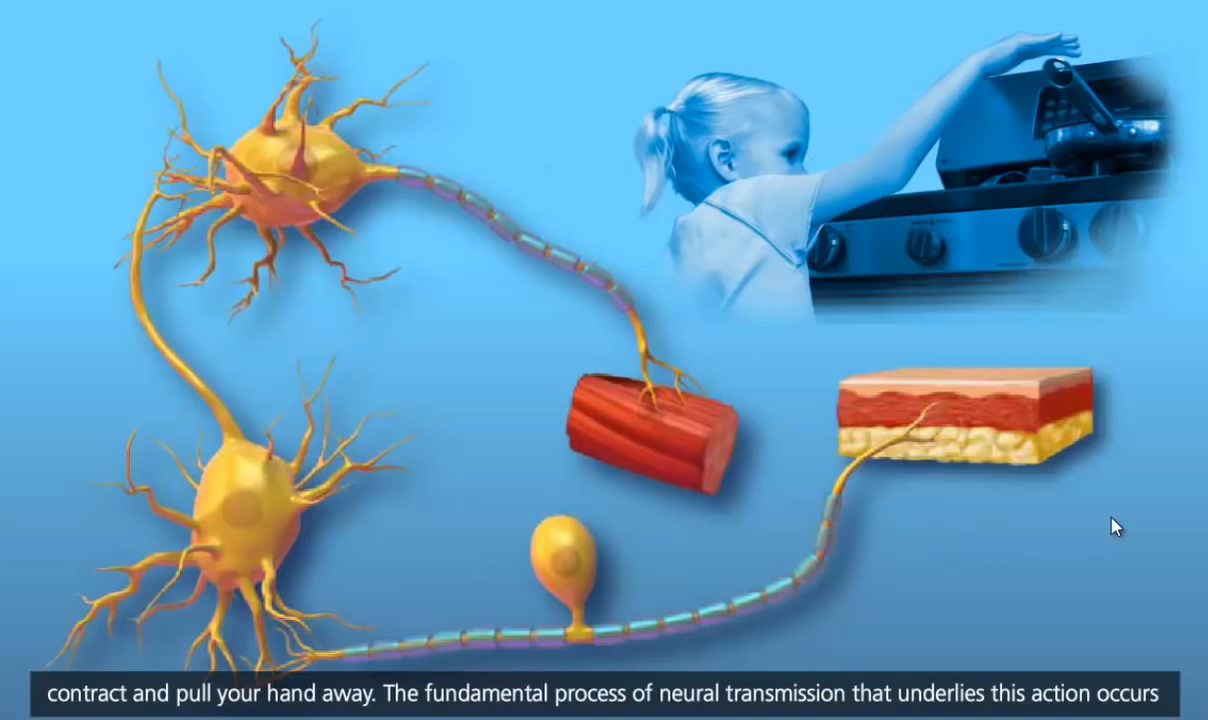 contract and pull your hand away. The fundamental process of neural transmission that underlies this action occurs